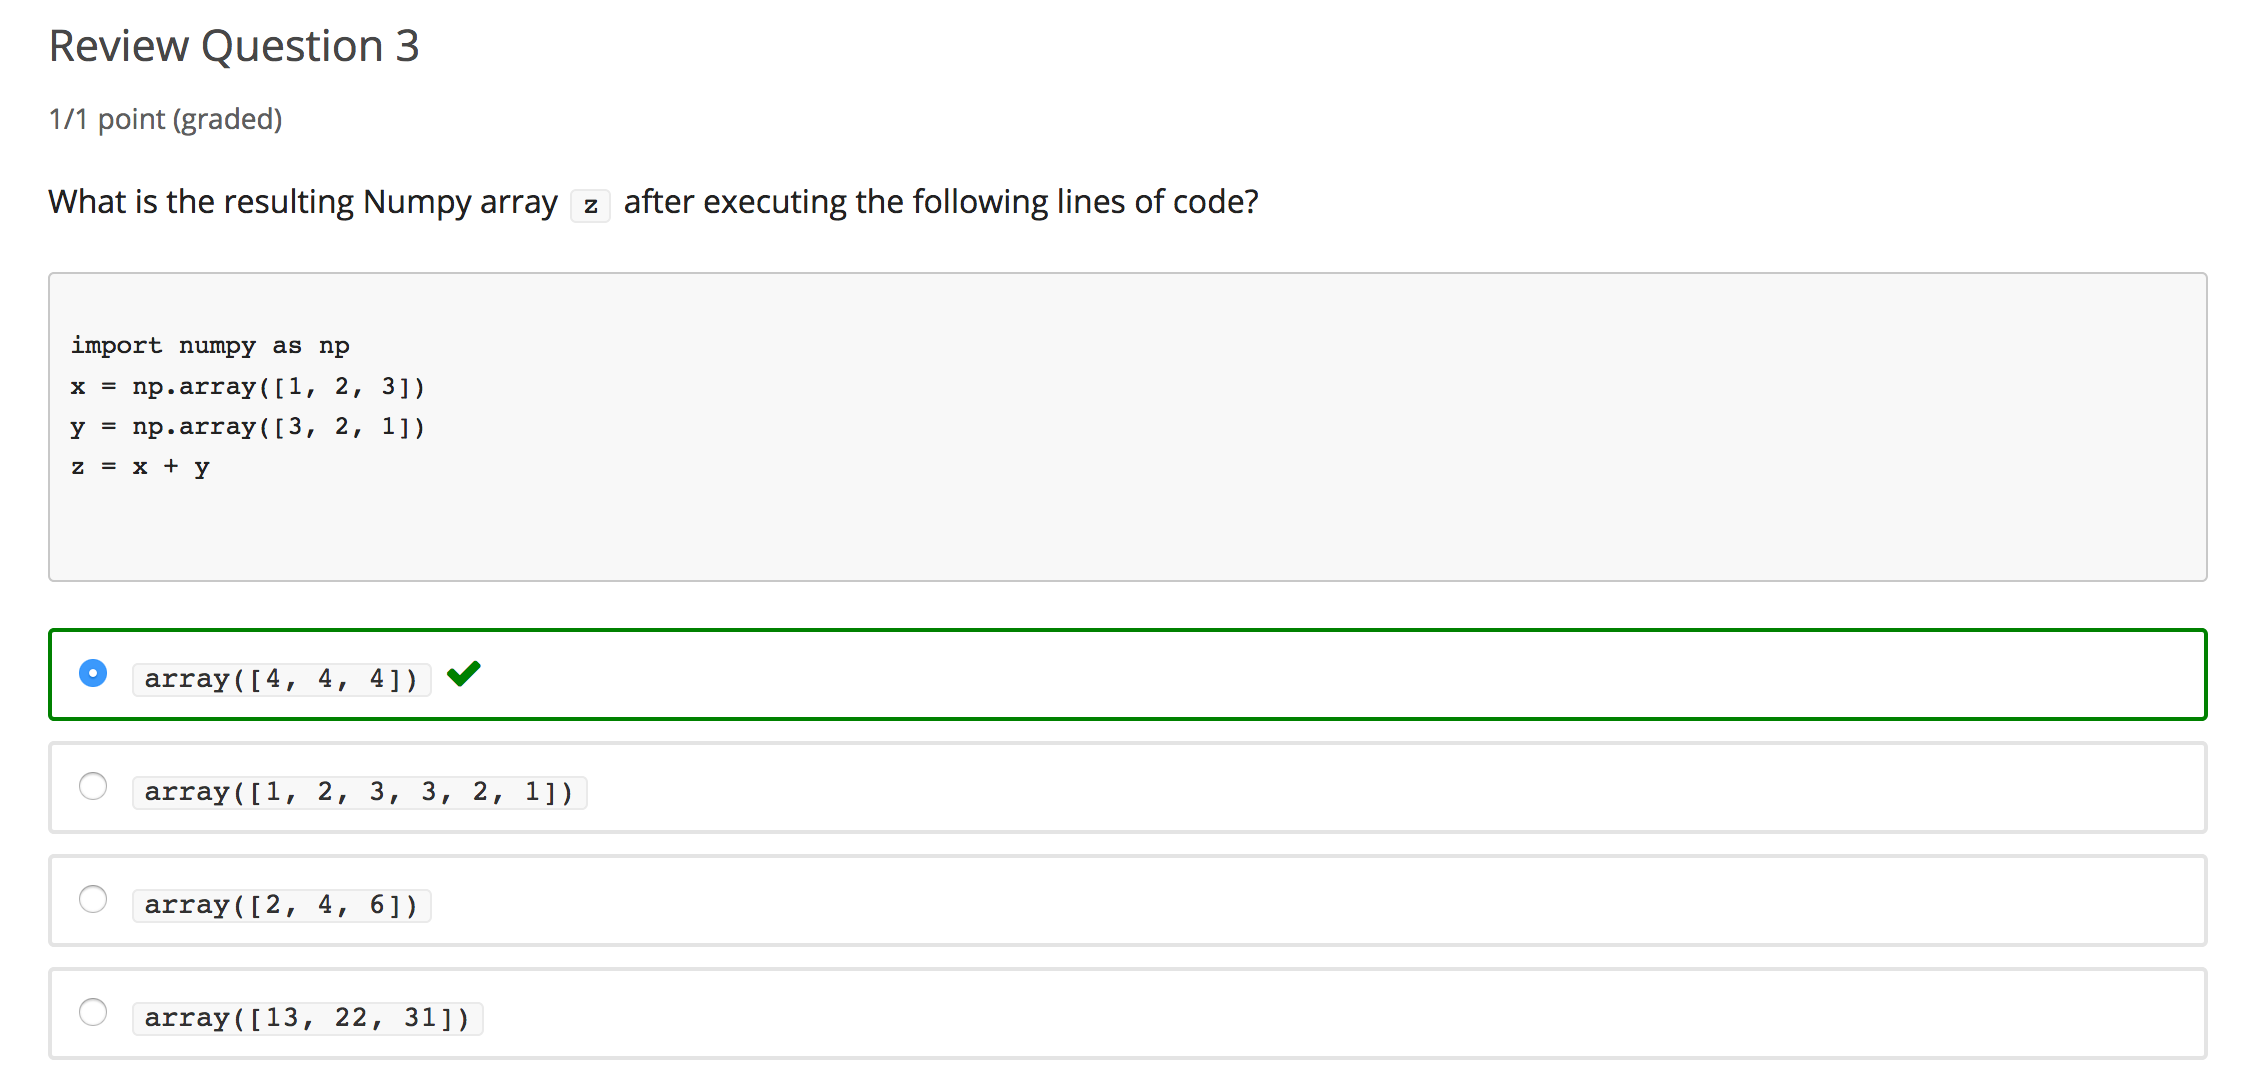 Review Question 3
1/1 point (graded)
What is the resulting Numpy array z after executing the following lines of code?
import numpy as np
x = np.array([1, 2, 3])
y = np.array([3, 2, 1])
z = x + y
array([4, 4, 4])
array([1, 2, 3, 3, 2, 1])
array([2, 4, 6])
array([13, 22, 31])